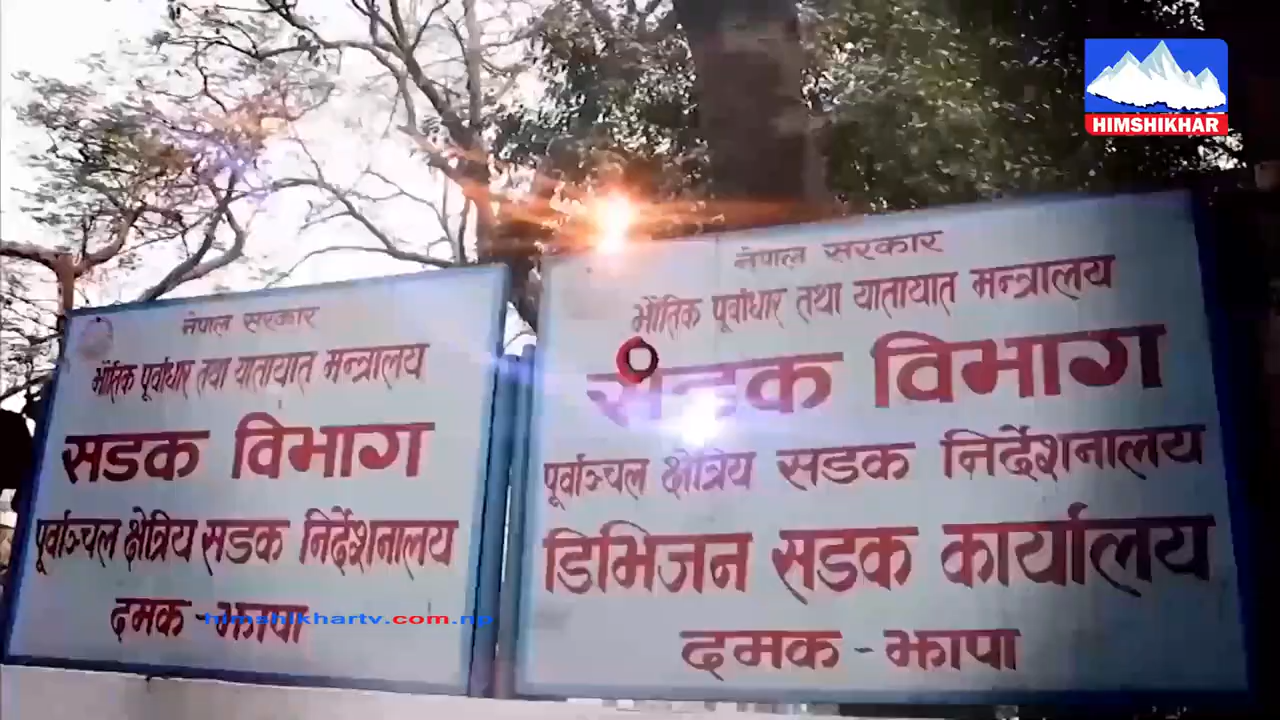 HIMSHIKHAR
नेपाल सरकार
भौतिक पूर्वाधार तथा यातायात मन्त्रालय
सडक विभाग
पूर्वाञ्चल क्षेत्रिय सडक निर्देशनालय
दमक - झापा
himshikhartv.com.np
नेपाल सरकार
भौतिक पूर्वाधार तथा यातायात मन्त्रालय
सडक विभाग
पूर्वाञ्चल क्षेत्रिय सडक निर्देशनालय
डिभिजन सडक कार्यालय
दमक - झापा